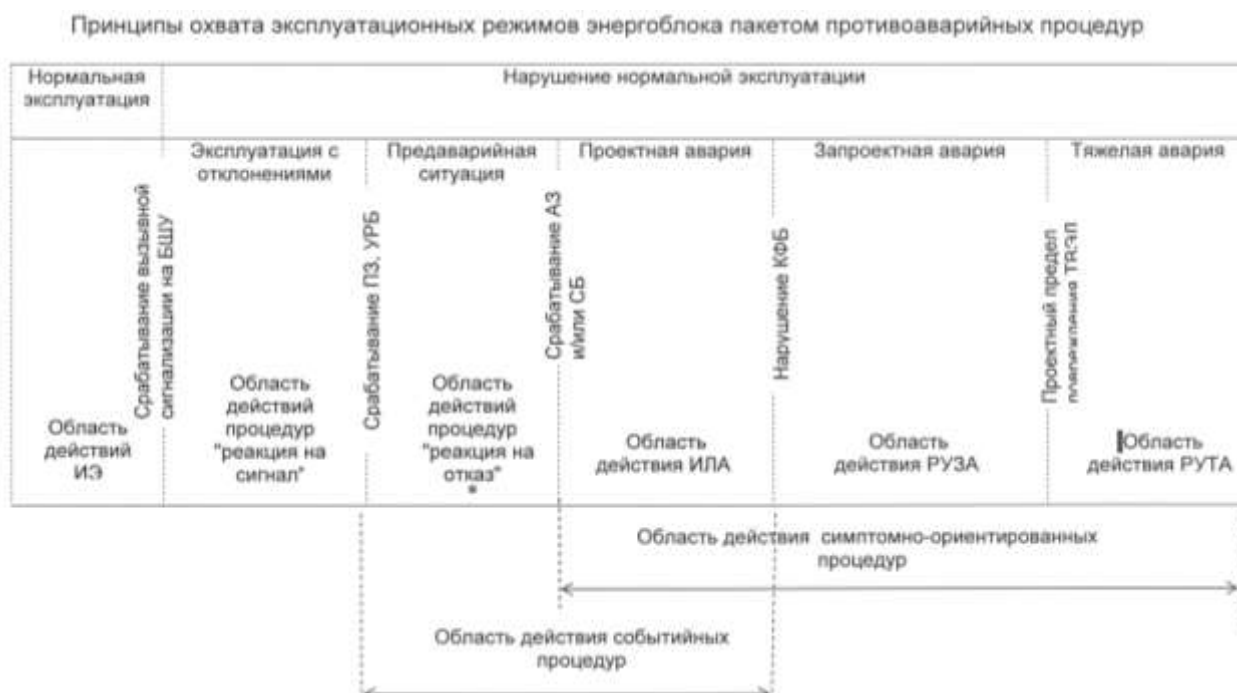 Принципы охвата эксплуатационных режимов энергоблока пакетом противоаварийных процедур
Нормальная
эксплуатация
Нарушение нормальной эксплуатации
Эксплуатация с
отклонениями
Предаварийная
ситуация
Проектная авария
Запроектная авария
Тяжелая авария
Срабатывание вызывной
сигнализации на БЩУ
Срабатывание ПЗ, УРБ
Срабатывание АЗ
и/или СБ
Нарушение КФБ
Проектный предел
ТВЭЛ
Область
действий
ИЭ
Область
действий
процедур
"реакция на
сигнал"
Область
действий
процедур
"реакция на
отказ"
Область
действия ИЛА
Область
действия РУЗА
Область
действия РУТА
Область действия симптомно-ориентированных
процедур
Область действия событийных
процедур